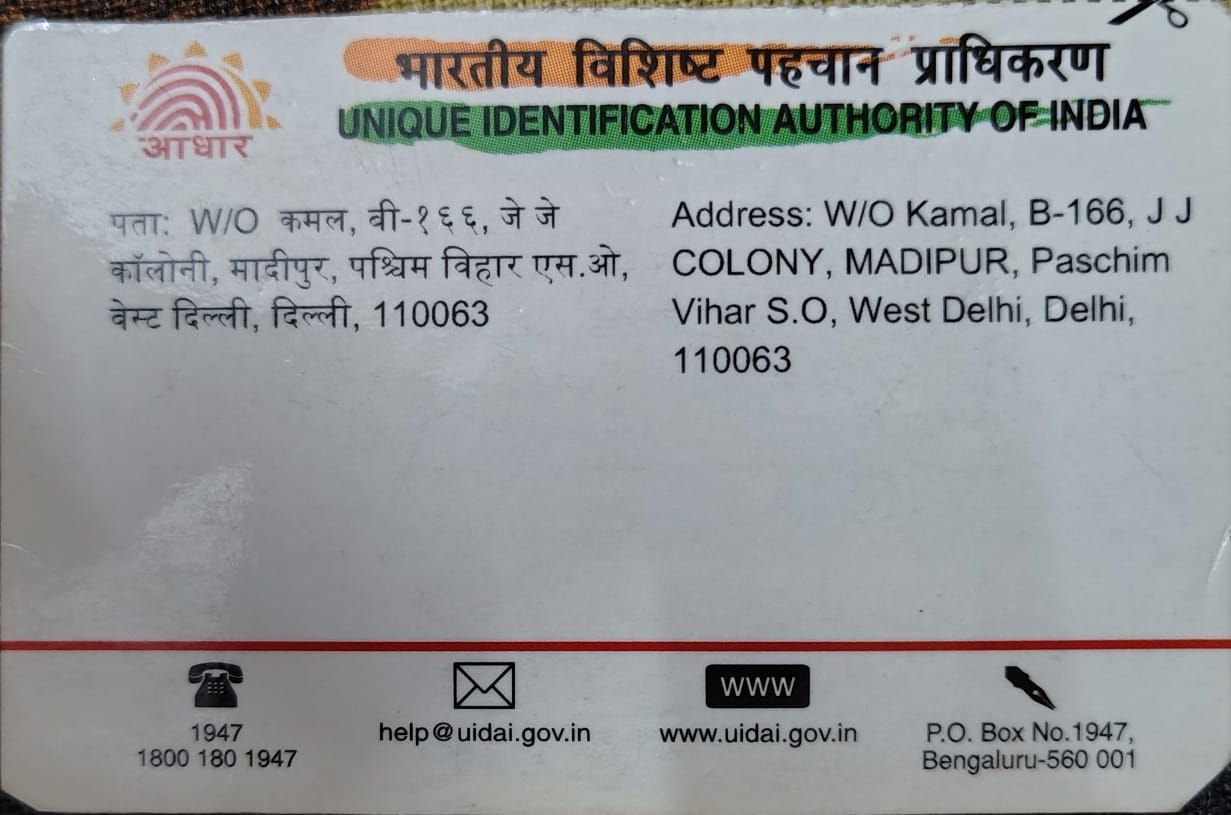 भारतीय विशिष्ट पहचान प्राधिकरण
UNIQUE IDENTIFICATION AUTHORITY OF INDIA
आधार
पता: W/O कमल, वी-१६६, जे जे
कॉलोनी, मादीपुर, पश्चिम विहार एस.ओ,
वेस्ट दिल्ली, दिल्ली, 110063
Address: W/O Kamal, B-166, J J
COLONY, MADIPUR, Paschim
Vihar S.O, West Delhi, Delhi,
110063
1947
1800 180 1947
help@uidai.gov.in
WWW
www.uidai.gov.in
P.O. Box No.1947,
Bengaluru-560 001